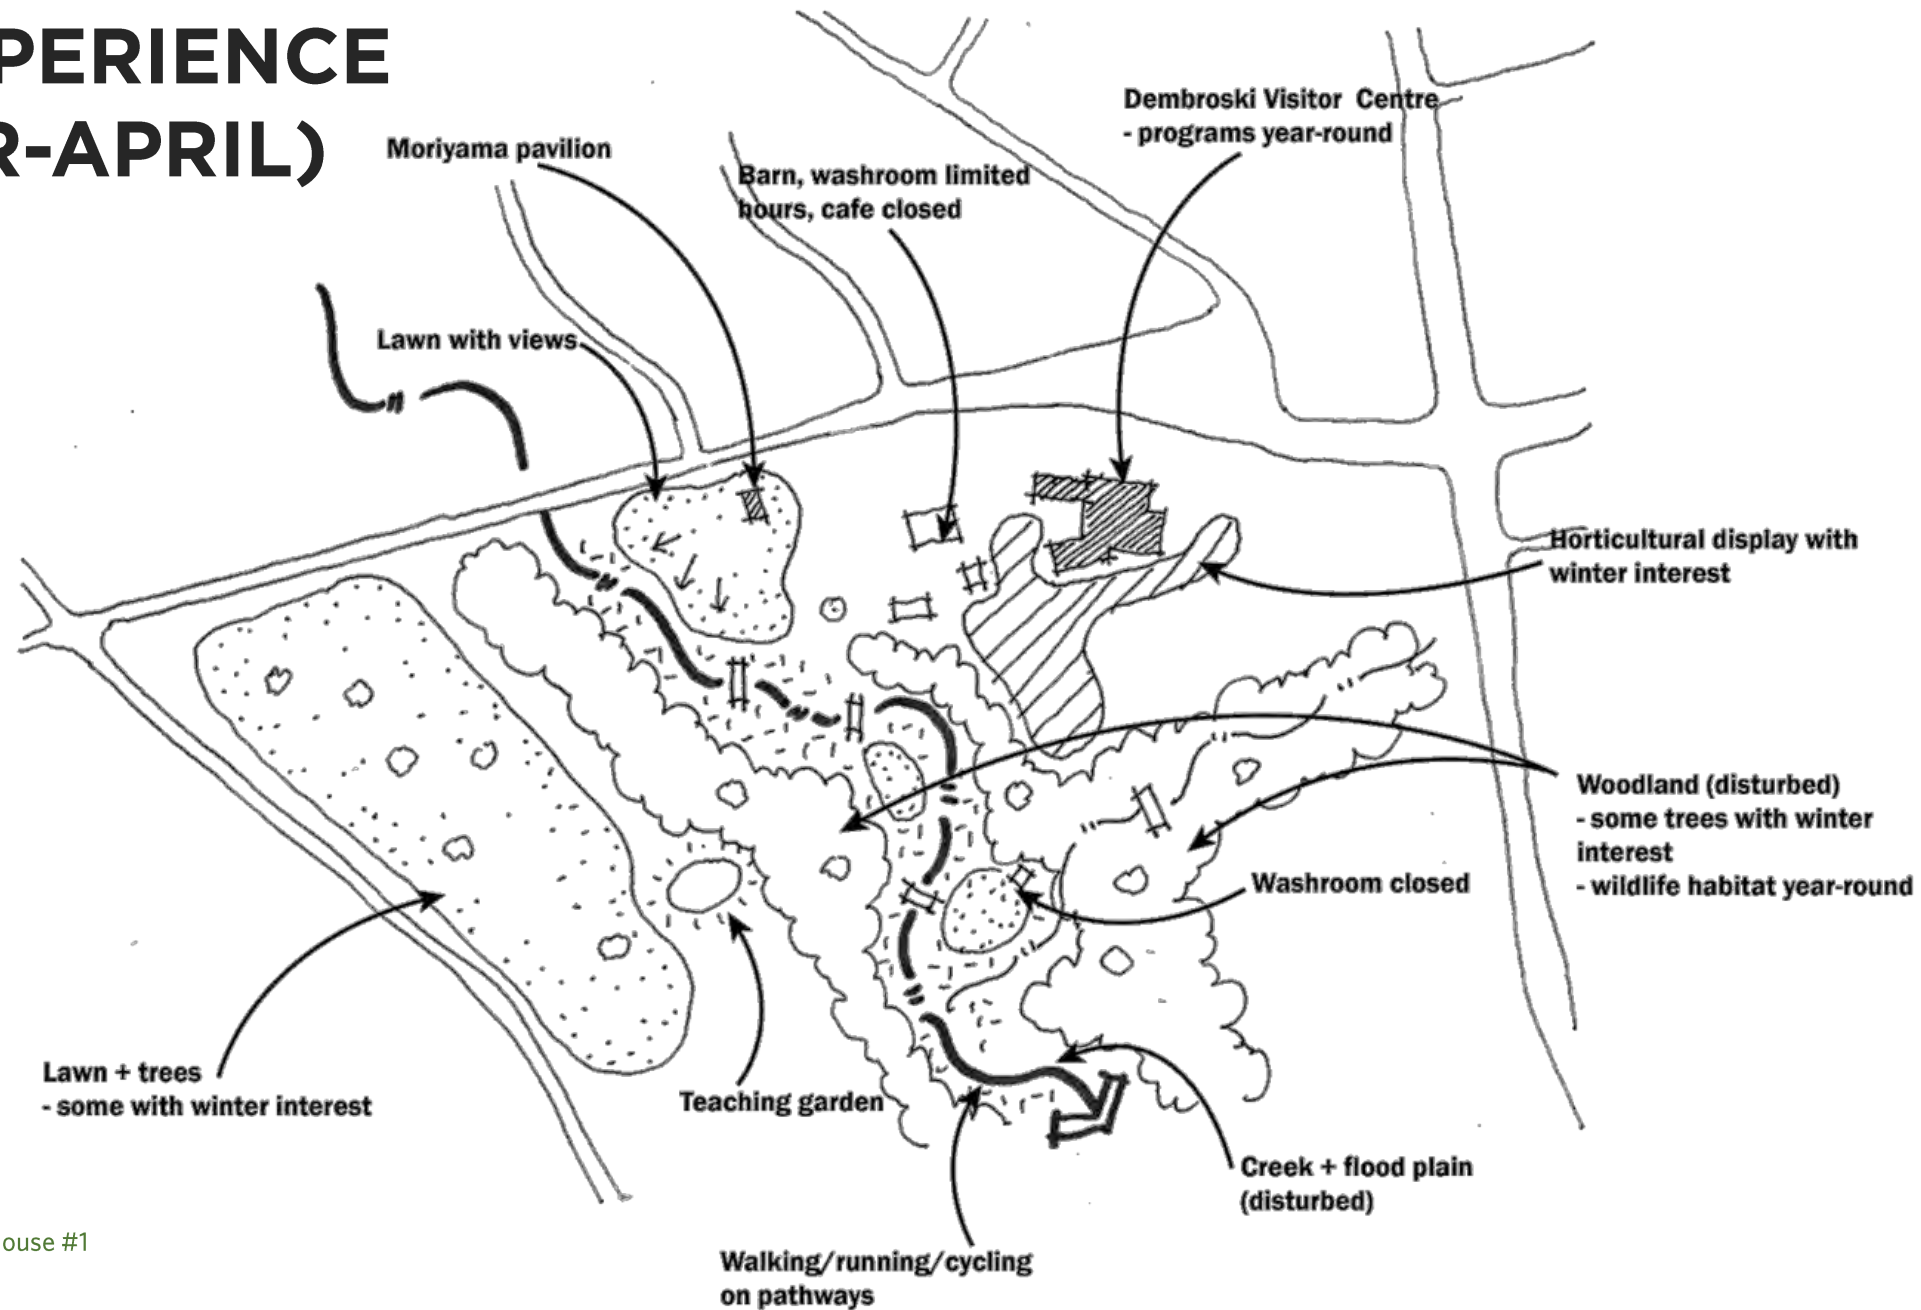 PERIENCE
R-APRIL)
Moriyama pavilion
Barn, washroom limited
hours, cafe closed
Dembroski Visitor Centre
- programs year-round
Lawn with views
Horticultural display with
winter interest
Woodland (disturbed)
- some trees with winter
interest
- wildlife habitat year-round
Washroom closed
Lawn + trees
- some with winter interest
Teaching garden
Creek + flood plain
(disturbed)
Walking/running/cycling
on pathways
ouse #1